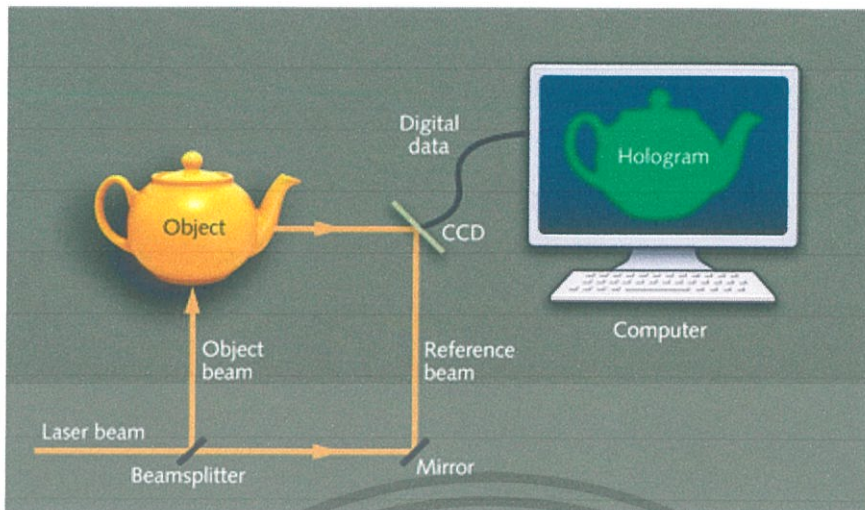 Digital
data
Hologram
Object
CCD
Computer
Object
beam
Reference
beam
Laser beam
Beamsplitter
Mirror